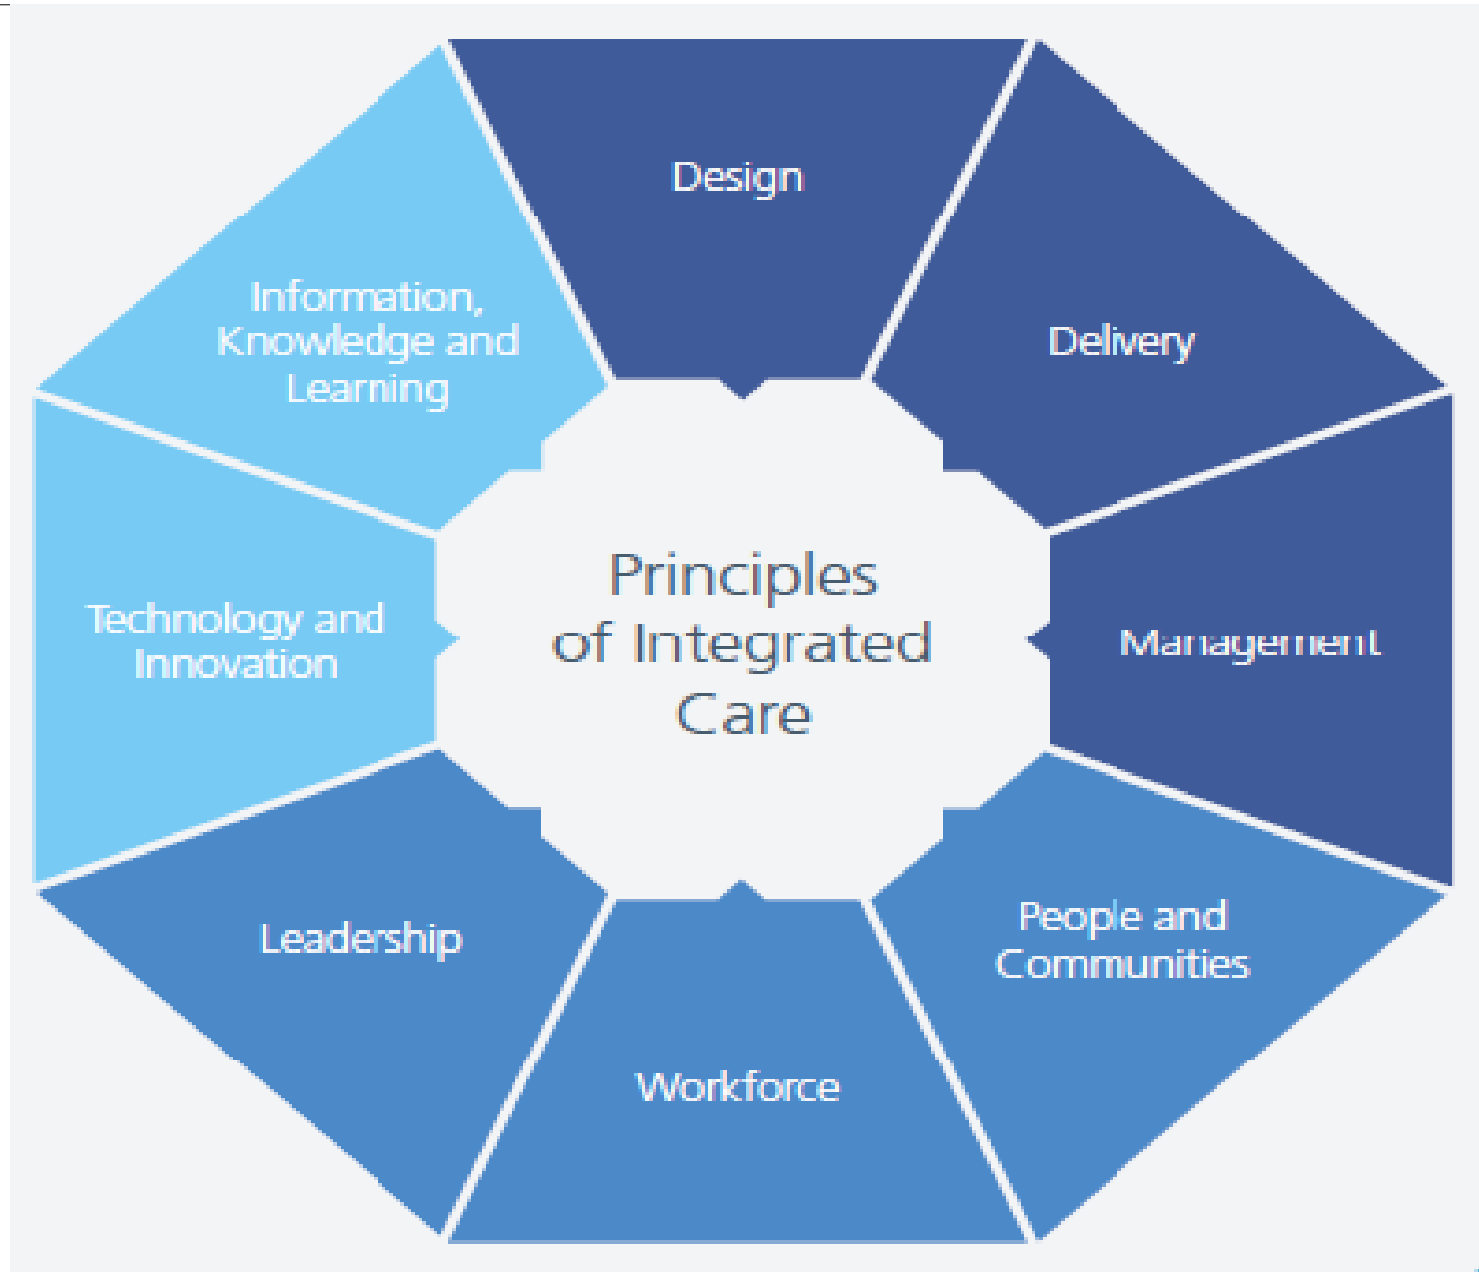 Design
Delivery
Management
People and
Communities
Workforce
Leadership
Technology and
Innovation
Information,
Knowledge and
Learning
Principles
of Integrated
Care